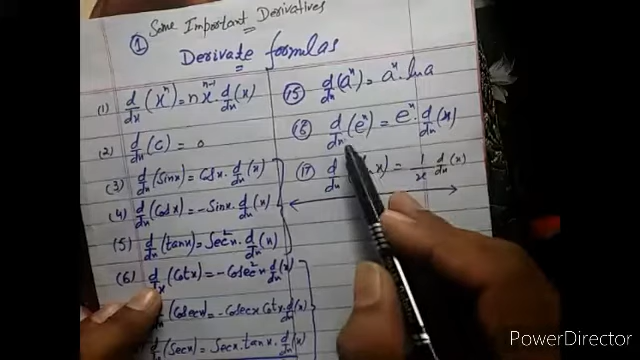 Some Important Derivatives
① Derivate formulas
(1) d/dx (xⁿ) = nxⁿ⁻¹ · d/dx (x)
(2) d/dx (c) = 0
(3) d/dx (Sinx) = Cosx · d/dx (x)
(4) d/dx (Cosx) = -Sinx · d/dx (x)
(5) d/dx (tanx) = Sec²x · d/dx (x)
(6) d/dx (Cotx) = -Cosec²x d/dx (x)
(Cosecx) = -Cosecx Cotx · d/dx (x)
(Secx) = Secx · tanx · d/dx (x)
⑮ d/dx (aˣ) = aˣ · lna
⑯ d/dx (eˣ) = eˣ · d/dx (x)
⑰ d/dx x) = 1/x d/dx (x)
PowerDirector